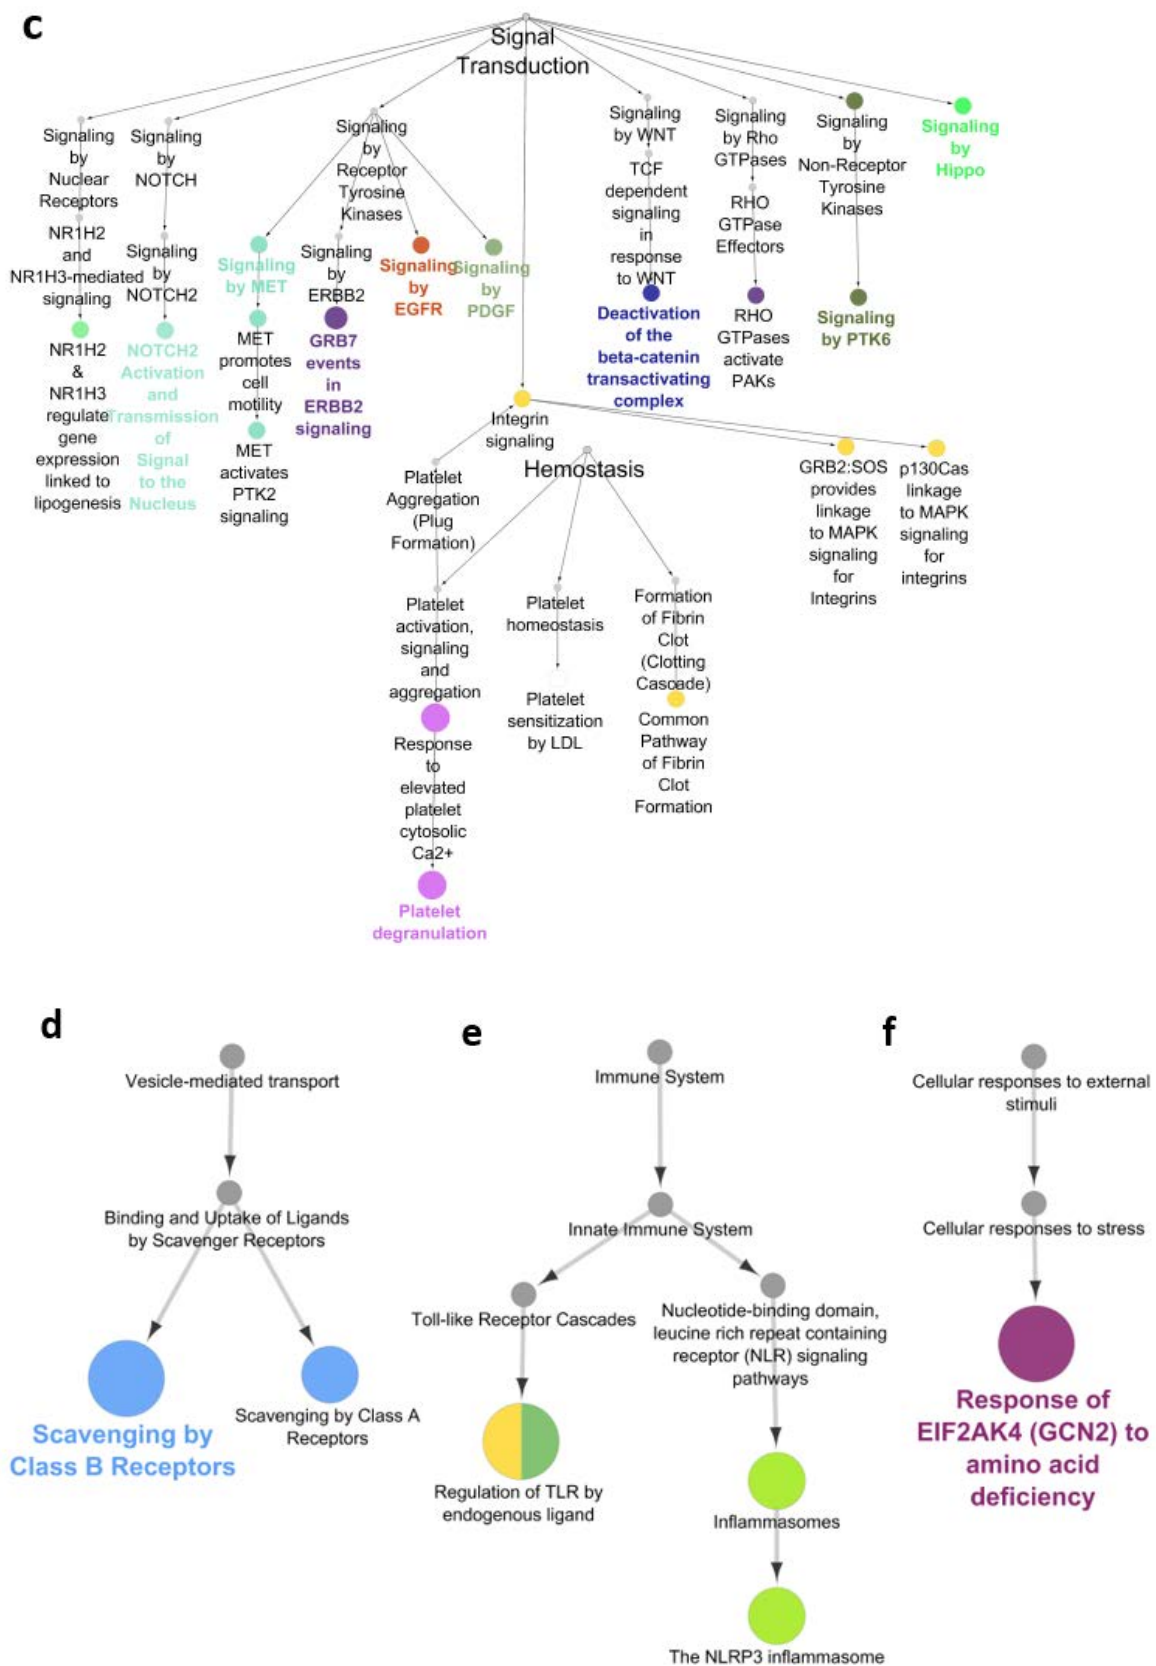 c
Signal
Transduction
Signaling
by
Nuclear
Receptors
NR1H2
and
NR1H3-mediated
signaling
NR1H2
&
NR1H3
regulate
gene
expression
linked to
lipogenesis
Signaling
by
NOTCH
Signaling
by
NOTCH2
NOTCH2
Activation
and
Transmission
of
Signal
to the
Nucleus
Signaling
by
Receptor
Tyrosine
Kinases
Signaling
by MET
MET
promotes
cell
motility
MET
activates
PTK2
signaling
Signaling
by
ERBB2
GRB7
events
in
ERBB2
signaling
Signaling
by
EGFR
Signaling
by
PDGF
Signaling
by WNT
TCF
dependent
signaling
in
response
to WNT
Deactivation
of the
beta-catenin
transactivating
complex
Signaling
by Rho
GTPases
RHO
GTPase
Effectors
RHO
GTPases
activate
PAKs
Signaling
by
Non-Receptor
Tyrosine
Kinases
Signaling
by PTK6
Signaling
by
Hippo
Integrin
signaling
GRB2:SOS
provides
linkage
to MAPK
signaling
for
Integrins
p130Cas
linkage
to MAPK
signaling
for
integrins
Hemostasis
Platelet
Aggregation
(Plug
Formation)
Platelet
activation,
signaling
and
aggregation
Response
to
elevated
platelet
cytosolic
Ca2+
Platelet
degranulation
Platelet
homeostasis
Platelet
sensitization
by LDL
Formation
of Fibrin
Clot
(Clotting
Cascade)
Common
Pathway
of Fibrin
Clot
Formation
d
Vesicle-mediated transport
Binding and Uptake of Ligands
by Scavenger Receptors
Scavenging by
Class B Receptors
Scavenging by Class A
Receptors
e
Immune System
Innate Immune System
Toll-like Receptor Cascades
Regulation of TLR by
endogenous ligand
Nucleotide-binding domain,
leucine rich repeat containing
receptor (NLR) signaling
pathways
Inflammasomes
The NLRP3 inflammasome
f
Cellular responses to external
stimuli
Cellular responses to stress
Response of
EIF2AK4 (GCN2) to
amino acid
deficiency